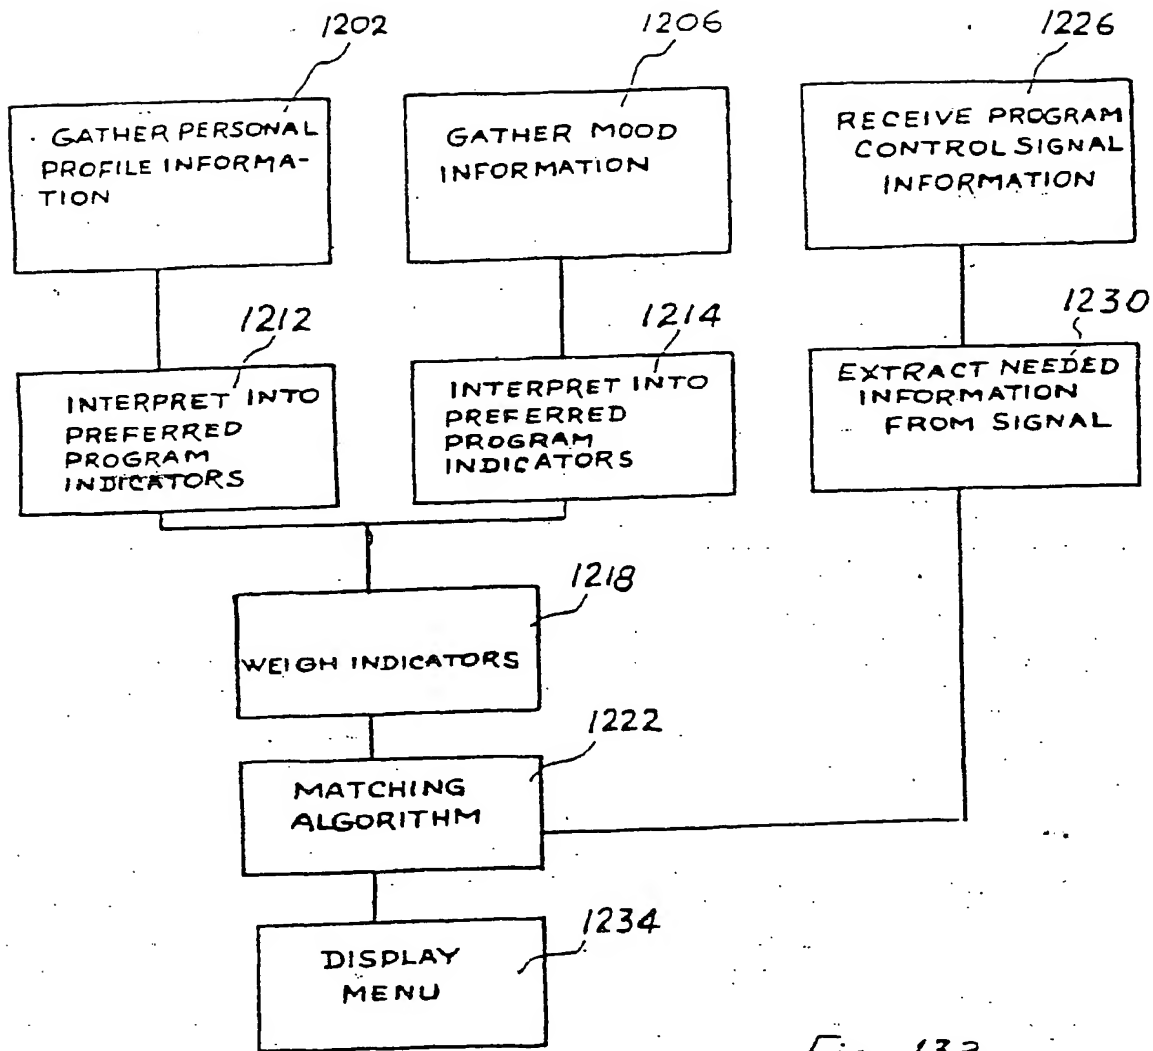 1202
1206
1226
GATHER PERSONAL
PROFILE INFORMA-
TION
GATHER MOOD
INFORMATION
RECEIVE PROGRAM
CONTROL SIGNAL
INFORMATION
1212
1214
1230
INTERPRET INTO
PREFERRED
PROGRAM
INDICATORS
INTERPRET INTO
PREFERRED
PROGRAM
INDICATORS
EXTRACT NEEDED
INFORMATION
FROM SIGNAL
1218
WEIGH INDICATORS
1222
MATCHING
ALGORITHM
1234
DISPLAY
MENU